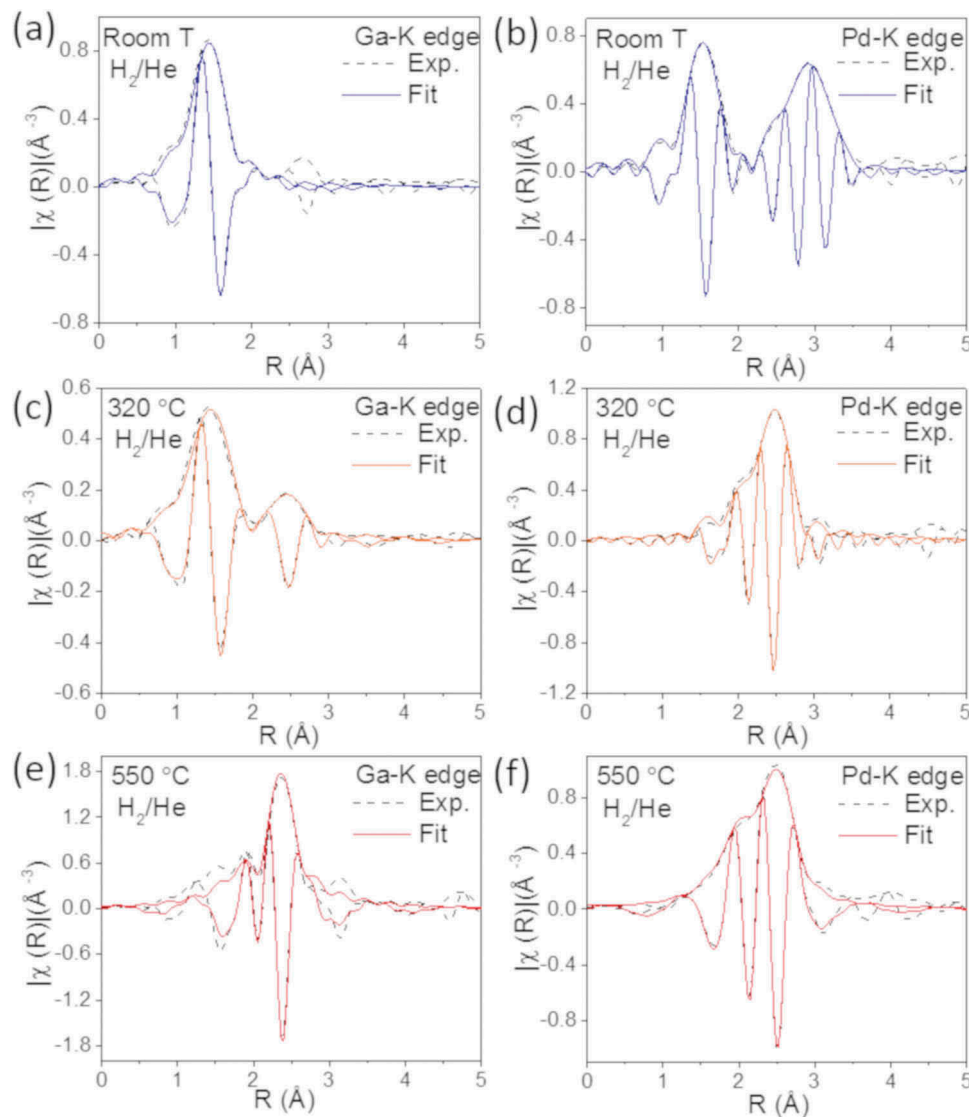 (a)
Room T
H₂/He
Ga-K edge
Exp.
Fit
|χ (R)|(Å⁻³)
0.8
0.4
0.0
-0.4
-0.8
0 1 2 3 4 5
R (Å)
(b)
Room T
H₂/He
Pd-K edge
Exp.
Fit
|χ (R)|(Å⁻³)
0.8
0.4
0.0
-0.4
-0.8
0 1 2 3 4 5
R (Å)
(c)
320 °C
H₂/He
Ga-K edge
Exp.
Fit
|χ (R)|(Å⁻³)
0.6
0.4
0.2
0.0
-0.2
-0.4
-0.6
0 1 2 3 4 5
R (Å)
(d)
320 °C
H₂/He
Pd-K edge
Exp.
Fit
|χ (R)|(Å⁻³)
1.2
0.8
0.4
0.0
-0.4
-0.8
-1.2
0 1 2 3 4 5
R (Å)
(e)
550 °C
H₂/He
Ga-K edge
Exp.
Fit
|χ (R)|(Å⁻³)
1.8
1.2
0.6
0.0
-0.6
-1.2
-1.8
0 1 2 3 4 5
R (Å)
(f)
550 °C
H₂/He
Pd-K edge
Exp.
Fit
|χ (R)|(Å⁻³)
0.8
0.4
0.0
-0.4
-0.8
0 1 2 3 4 5
R (Å)